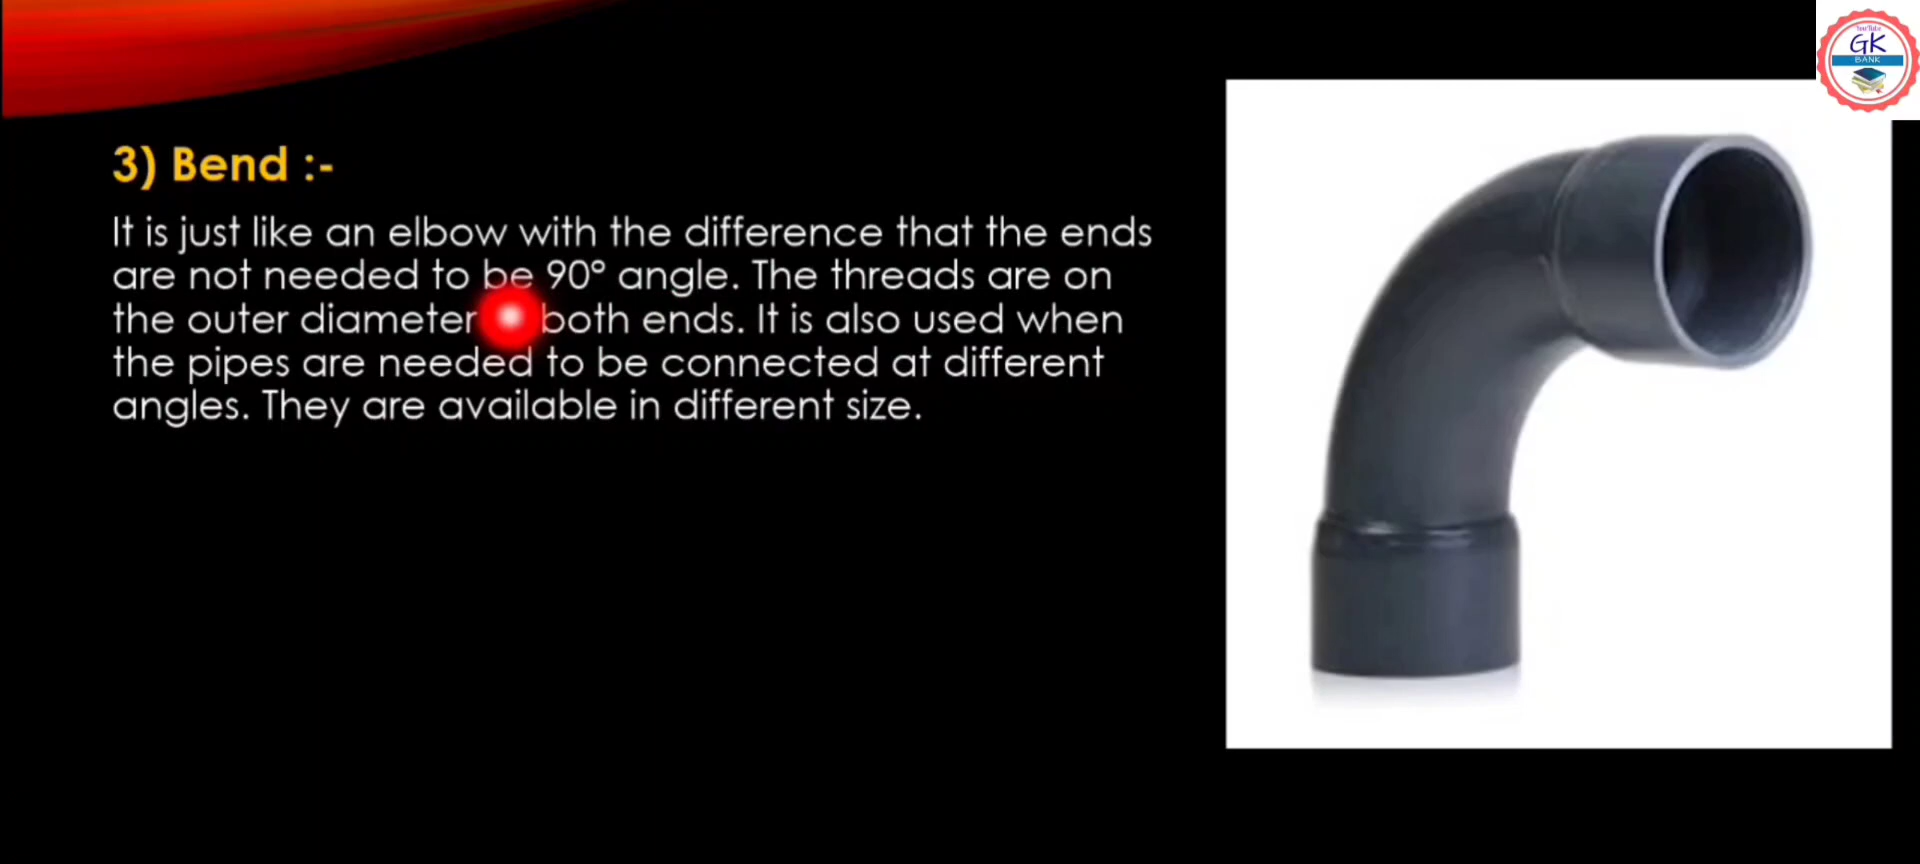 YouTube
GK
BANK
3) Bend :-
It is just like an elbow with the difference that the ends
are not needed to be 90° angle. The threads are on
the outer diameter both ends. It is also used when
the pipes are needed to be connected at different
angles. They are available in different size.